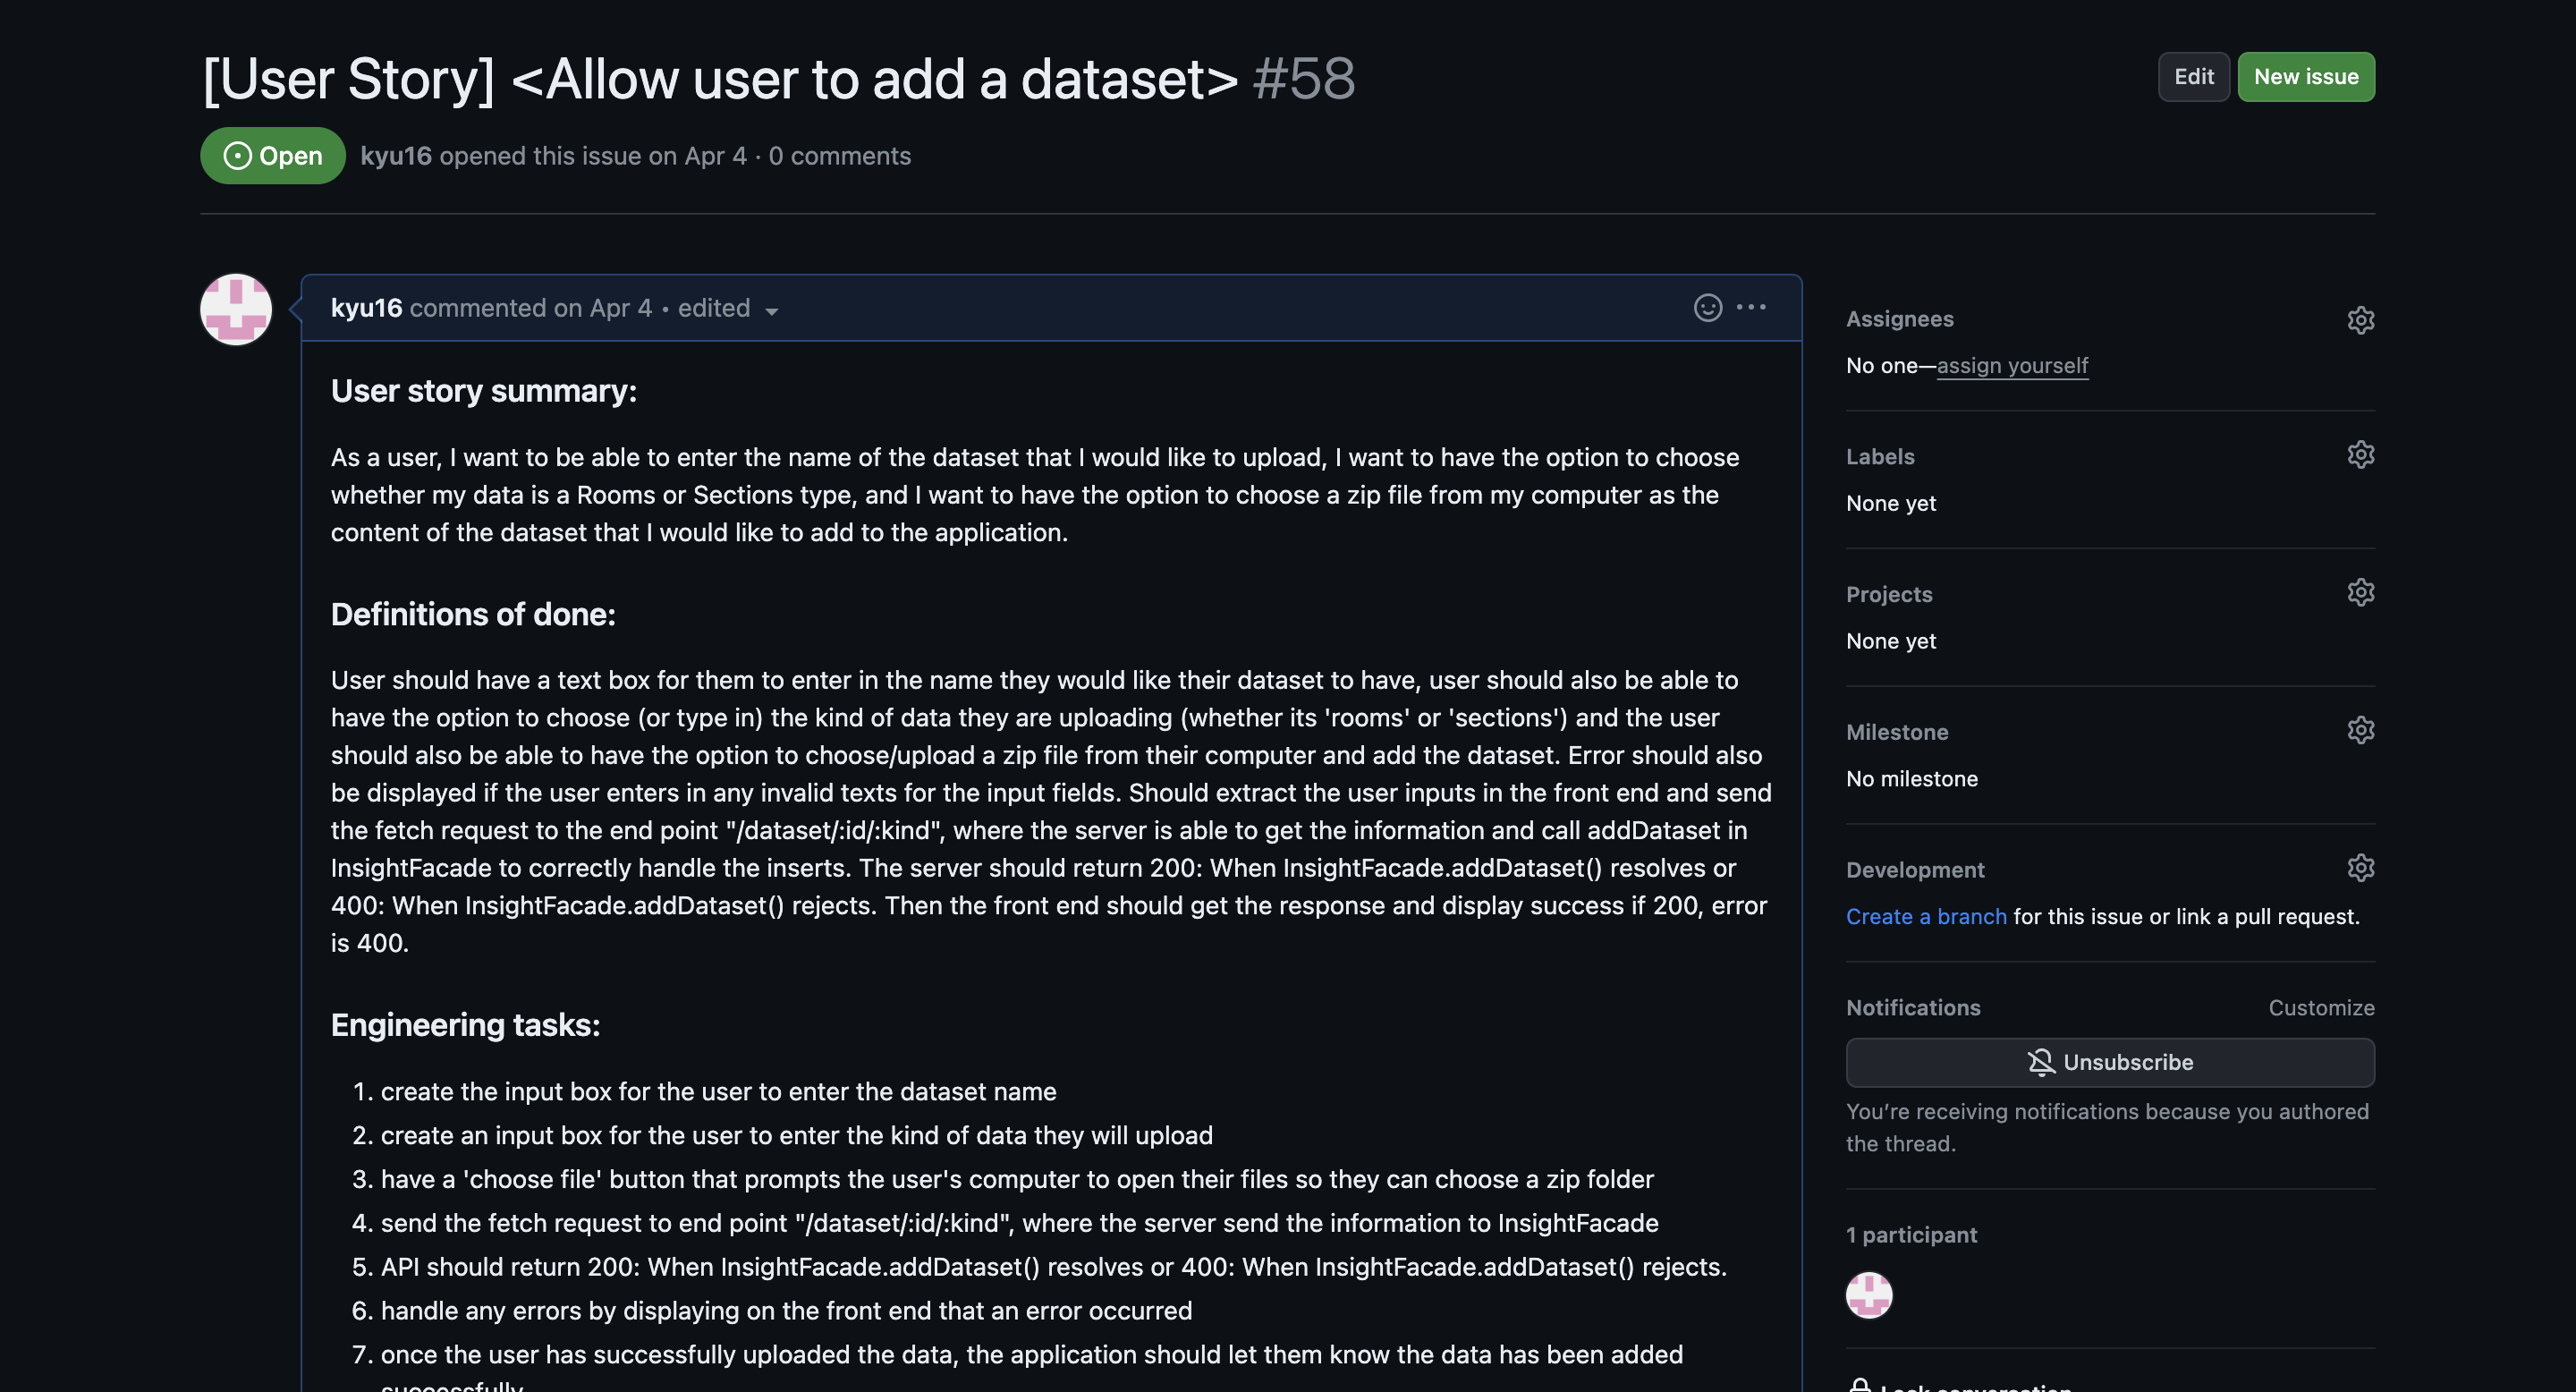 [User Story] <Allow user to add a dataset> #58
Edit
New issue
Open
kyu16 opened this issue on Apr 4 · 0 comments
kyu16 commented on Apr 4 • edited
User story summary:
As a user, I want to be able to enter the name of the dataset that I would like to upload, I want to have the option to choose
whether my data is a Rooms or Sections type, and I want to have the option to choose a zip file from my computer as the
content of the dataset that I would like to add to the application.
Definitions of done:
User should have a text box for them to enter in the name they would like their dataset to have, user should also be able to
have the option to choose (or type in) the kind of data they are uploading (whether its 'rooms' or 'sections') and the user
should also be able to have the option to choose/upload a zip file from their computer and add the dataset. Error should also
be displayed if the user enters in any invalid texts for the input fields. Should extract the user inputs in the front end and send
the fetch request to the end point "/dataset/:id/:kind", where the server is able to get the information and call addDataset in
InsightFacade to correctly handle the inserts. The server should return 200: When InsightFacade.addDataset() resolves or
400: When InsightFacade.addDataset() rejects. Then the front end should get the response and display success if 200, error
is 400.
Engineering tasks:
1. create the input box for the user to enter the dataset name
2. create an input box for the user to enter the kind of data they will upload
3. have a 'choose file' button that prompts the user's computer to open their files so they can choose a zip folder
4. send the fetch request to end point "/dataset/:id/:kind", where the server send the information to InsightFacade
5. API should return 200: When InsightFacade.addDataset() resolves or 400: When InsightFacade.addDataset() rejects.
6. handle any errors by displaying on the front end that an error occurred
7. once the user has successfully uploaded the data, the application should let them know the data has been added
successfully
Assignees
No one—assign yourself
Labels
None yet
Projects
None yet
Milestone
No milestone
Development
Create a branch for this issue or link a pull request.
Notifications
Customize
Unsubscribe
You're receiving notifications because you authored
the thread.
1 participant
Lock conversation